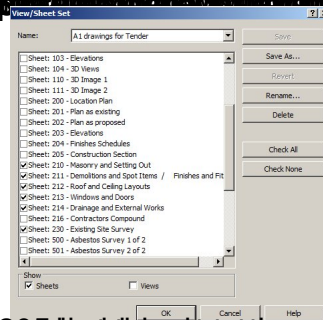 View/Sheet Set
Name:
A1 drawings for Tender
Save
Save As...
Revert
Rename...
Delete
Check All
Check None
Sheet: 103 - Elevations
Sheet: 104 - 3D Views
Sheet: 110 - 3D Image 1
Sheet: 111 - 3D Image 2
Sheet: 200 - Location Plan
Sheet: 201 - Plan as existing
Sheet: 202 - Plan as proposed
Sheet: 203 - Elevations
Sheet: 204 - Finishes Schedules
Sheet: 205 - Construction Section
Sheet: 210 - Masonry and Setting Out
Sheet: 211 - Demolitions and Spot Items / Finishes and Fit
Sheet: 212 - Roof and Ceiling Layouts
Sheet: 213 - Windows and Doors
Sheet: 214 - Drainage and External Works
Sheet: 216 - Contractors Compound
Sheet: 230 - Existing Site Survey
Sheet: 500 - Asbestos Survey 1 of 2
Sheet: 501 - Asbestos Survey 2 of 2
Show
Sheets
Views
OK
Cancel
Help